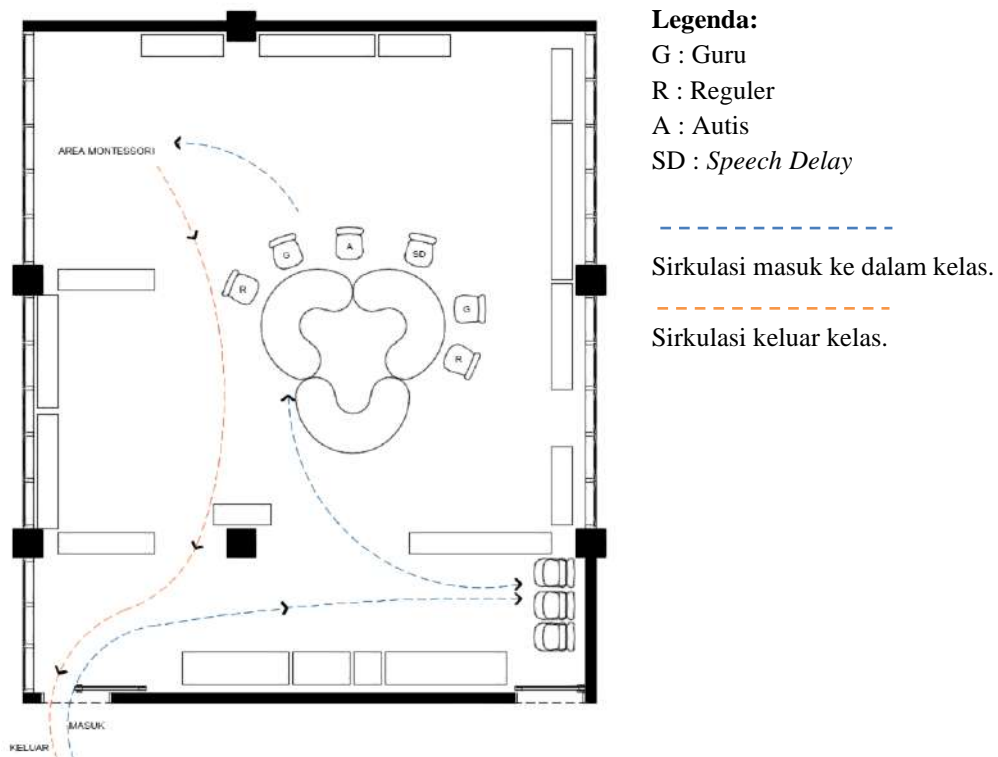 Legenda:
G : Guru
R : Reguler
A : Autis
SD : Speech Delay
Sirkulasi masuk ke dalam kelas.
Sirkulasi keluar kelas.
AREA MONTESSORI
A
G
SD
R
G
R
MASUK
KELUAR